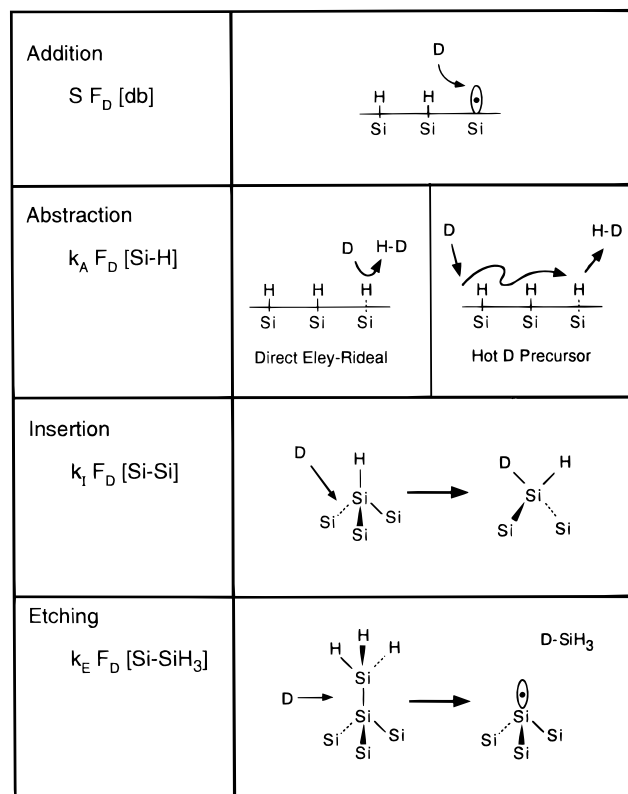 Addition
S F_D [db]
D
H H
Si Si Si
Abstraction
k_A F_D [Si-H]
D H-D
H H H
Si Si Si
Direct Eley-Rideal
D H-D
H H H
Si Si Si
Hot D Precursor
Insertion
k_I F_D [Si-Si]
D H
Si
Si Si
Si
D H
Si
Si Si
Etching
k_E F_D [Si-SiH₃]
H
H H
Si
D
Si
Si Si
Si
D-SiH₃
Si
Si Si
Si